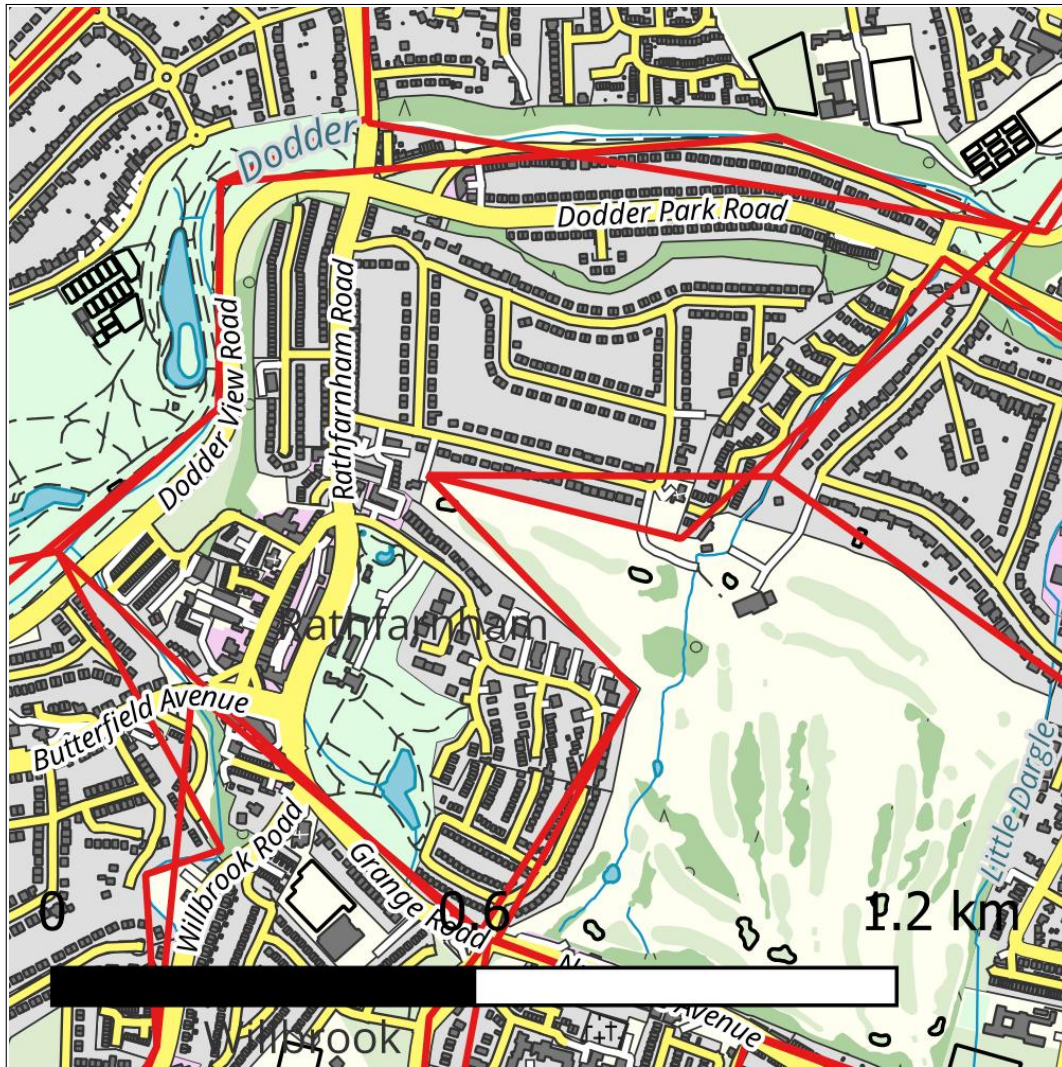 Dodder
Dodder Park Road
Rathfarnham Road
Dodder View Road
Rathfarnham
Butterfield Avenue
Little Dargle
Willbrook Road
Grange Road
0 0.6 1.2 km
Avenue
Willbrook